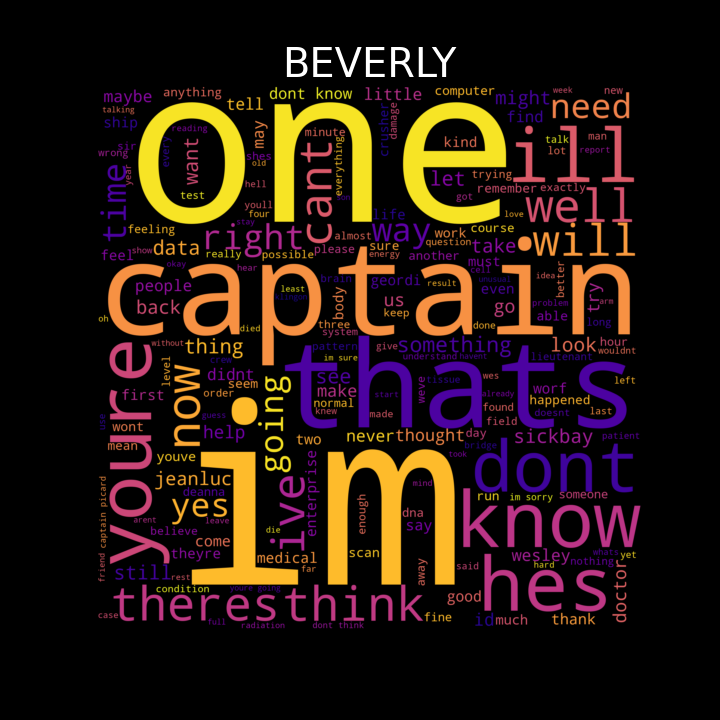 BEVERLY
maybe anything dont know little computer might week new
talking tell need
ship one find
reading minute crusher damage kind talk man
sir wrong want cant everything may lot report
shes old let trying ill
year time test hell youll remember exactly
four life got well
stay love
feeling almost way course work will
data right sure question take
feel really possible please another must
show okay hear energy cell better idea
people brain geordi even unusual try
captain body us result able problem arm
back least klingon keep go long
oh died three done
without thing system give something look hour
crew pattern understand havent lieutenant wouldnt
im sure thats
youre level didnt seem see tissue wes worf left
first order make weve happened
now going normal start already doesnt last
guess knew made found
wont help field
two never thought day sickbay patient
mean bridge
youve took dont
jeanluc ive enterprise mind run im sorry someone
deanna dna know
captain picard yes im enough say
use arent leave
believe die come scan wesley whats yet
friend theyre medical away hard nothing
far said hes doctor
still rest
condition youre going
theres think good
case full radiation dont think fine id much thank